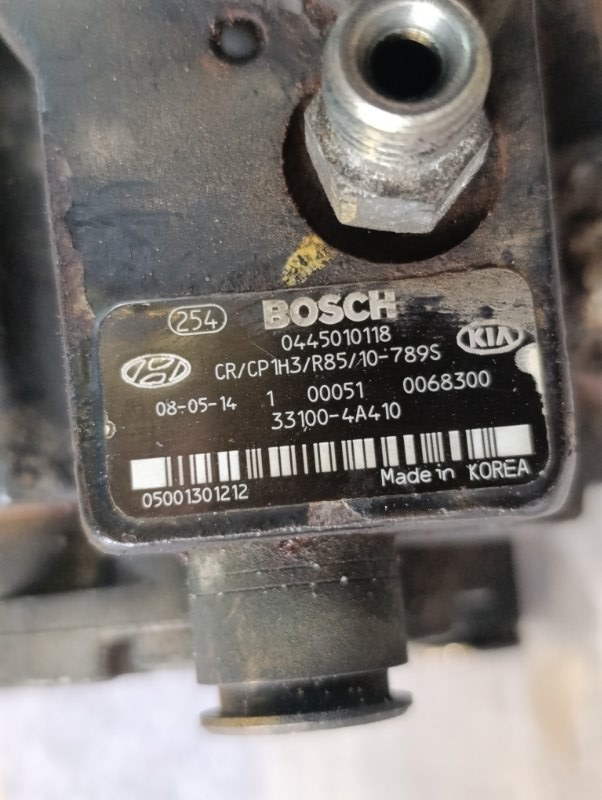 254 BOSCH
0445010118 KIA
CR/CP1H3/R85/10-789S
08-05-14 1 00051 0068300
33100-4A410
05001301212 Made in KOREA